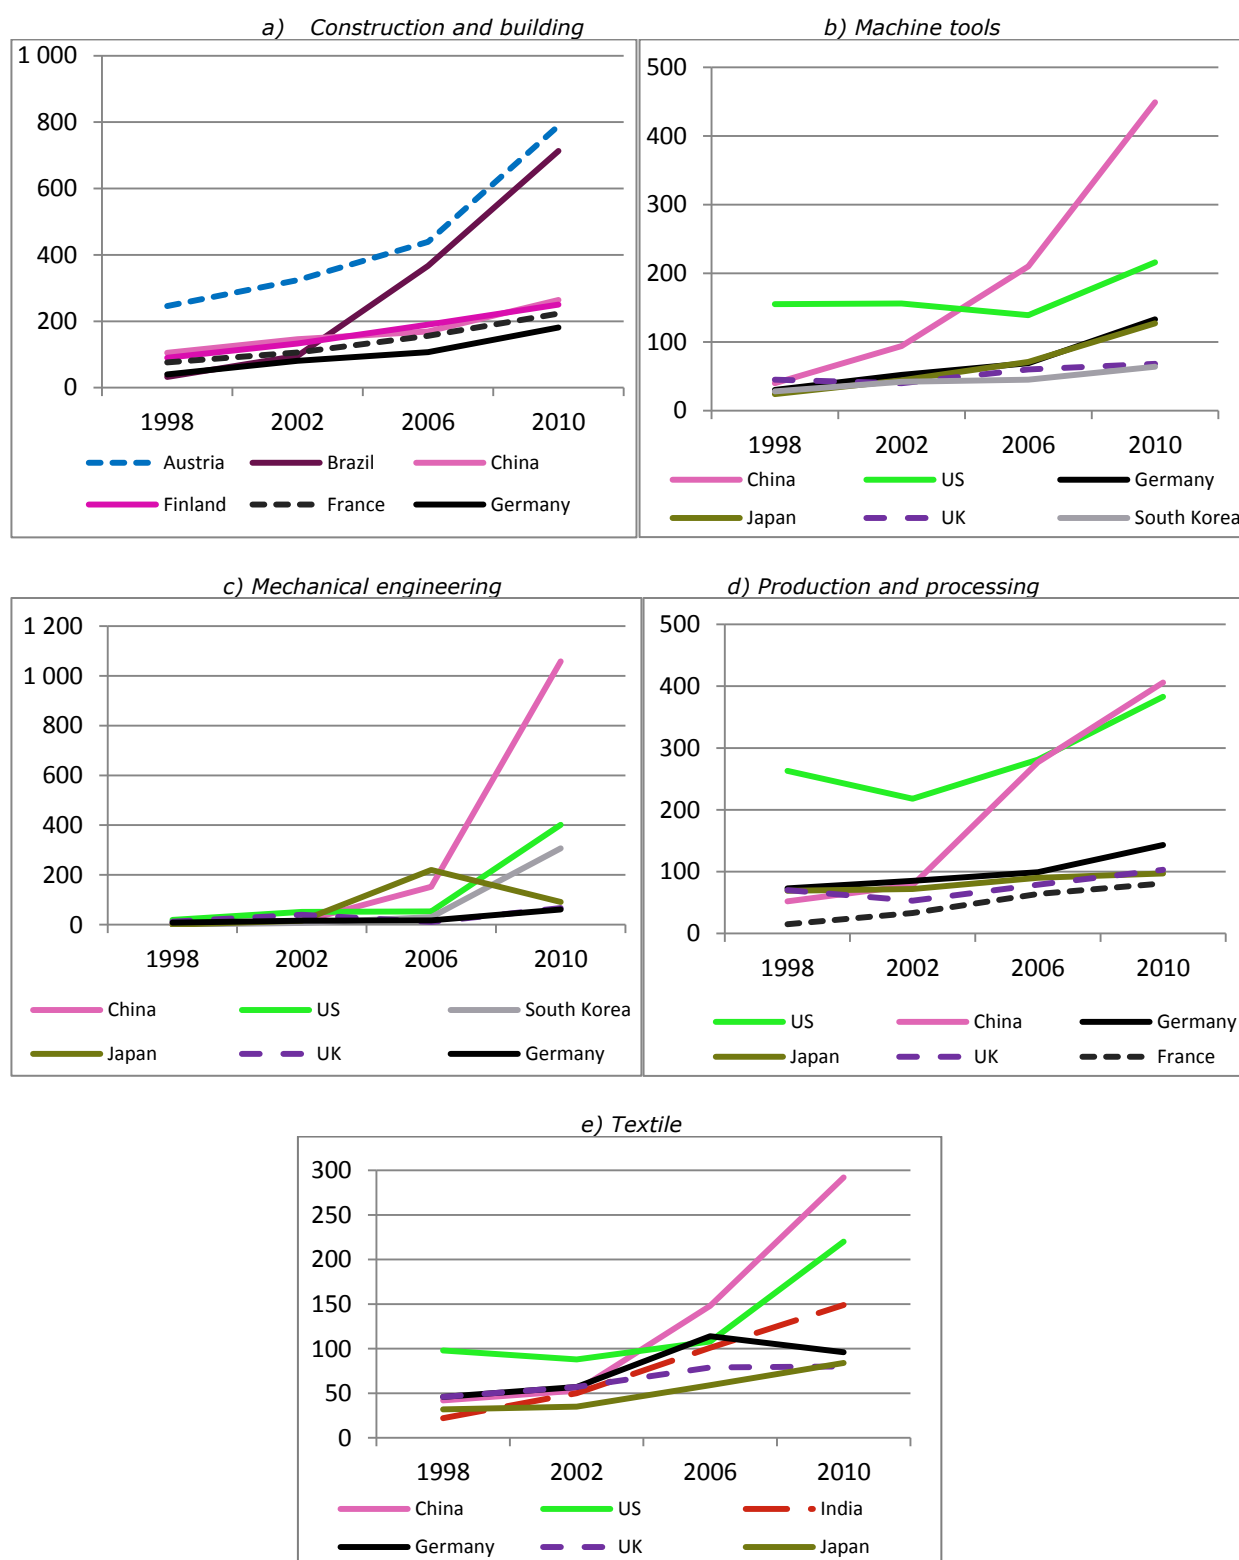 a) Construction and building
1 000
800
600
400
200
0
1998 2002 2006 2010
Austria Brazil China
Finland France Germany
b) Machine tools
500
400
300
200
100
0
1998 2002 2006 2010
China US Germany
Japan UK South Korea
c) Mechanical engineering
1 200
1 000
800
600
400
200
0
1998 2002 2006 2010
China US South Korea
Japan UK Germany
d) Production and processing
500
400
300
200
100
0
1998 2002 2006 2010
US China Germany
Japan UK France
e) Textile
300
250
200
150
100
50
0
1998 2002 2006 2010
China US India
Germany UK Japan